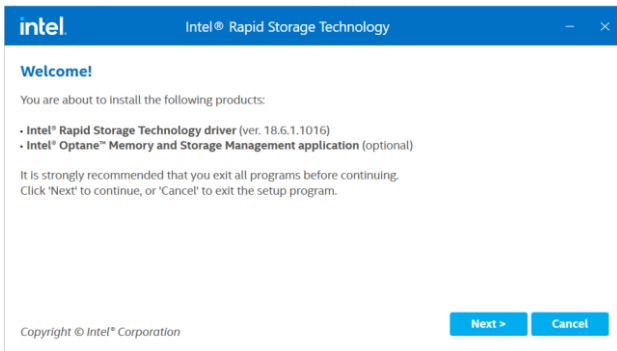 intel.
Intel® Rapid Storage Technology
Welcome!
You are about to install the following products:
• Intel® Rapid Storage Technology driver (ver. 18.6.1.1016)
• Intel® Optane™ Memory and Storage Management application (optional)
It is strongly recommended that you exit all programs before continuing.
Click 'Next' to continue, or 'Cancel' to exit the setup program.
Copyright © Intel® Corporation
Next >
Cancel